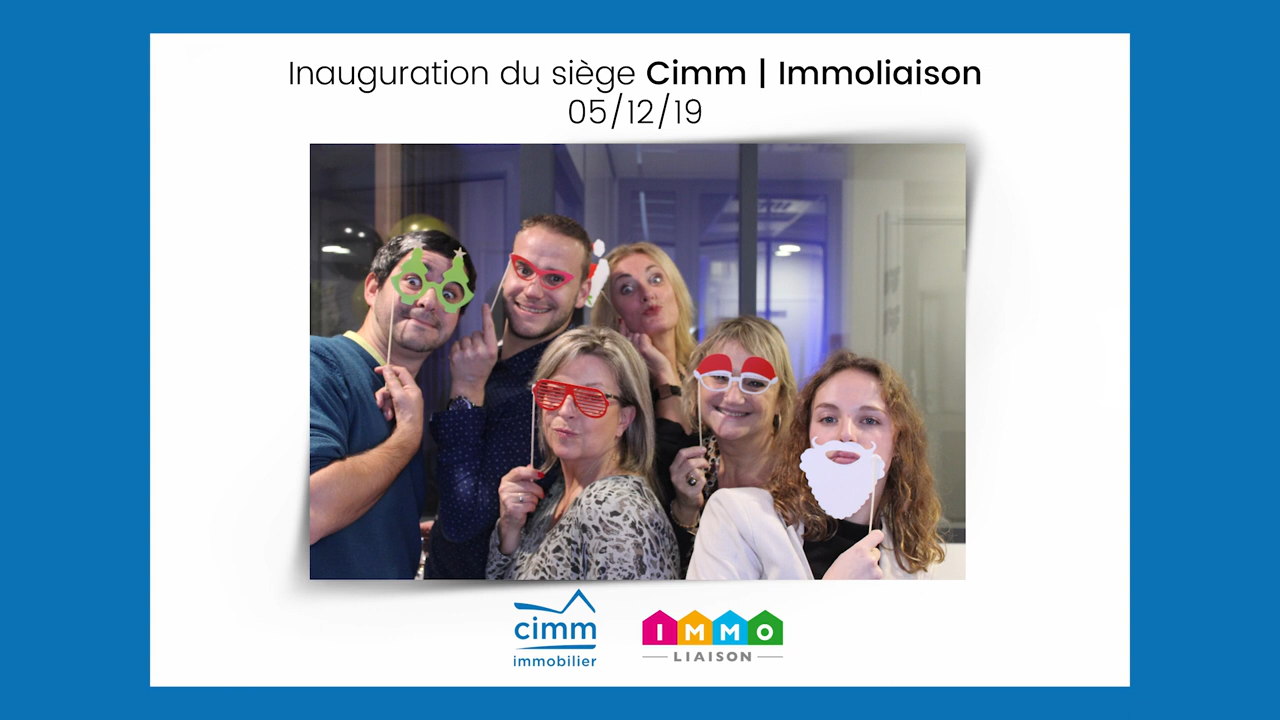 Inauguration du siège Cimm | Immoliaison
05/12/19
cimm
immobilier
IMMO
LIAISON